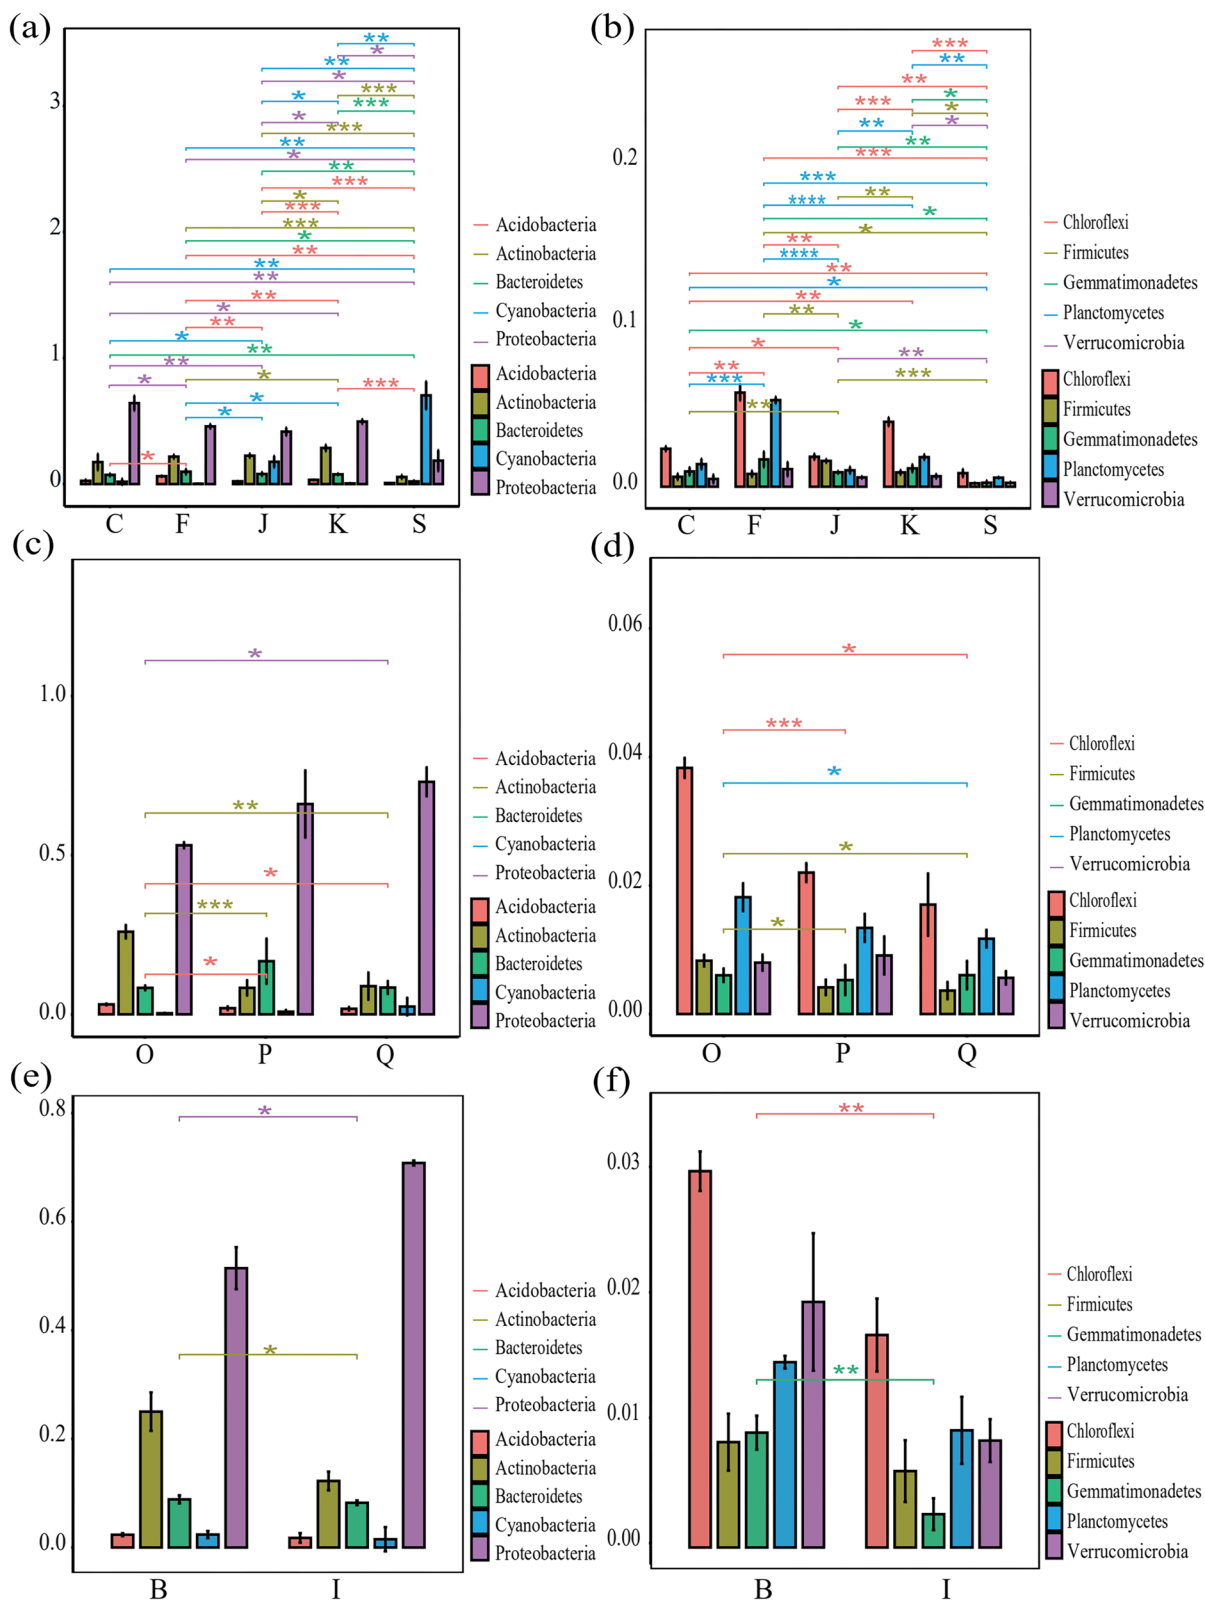 (a)
3
2
1
0
** 
*
**
*
***
*
***
*
***
**
*
**
***
*
***
***
*
**
**
**
**
*
**
*
**
**
*
*
***
*
*
*
C F J K S
Acidobacteria
Actinobacteria
Bacteroidetes
Cyanobacteria
Proteobacteria
Acidobacteria
Actinobacteria
Bacteroidetes
Cyanobacteria
Proteobacteria
(b)
0.2
0.1
0.0
***
**
**
*
***
*
*
**
**
***
***
**
****
*
*
**
****
**
*
**
**
*
*
**
**
***
***
**
C F J K S
Chloroflexi
Firmicutes
Gemmatimonadetes
Planctomycetes
Verrucomicrobia
Chloroflexi
Firmicutes
Gemmatimonadetes
Planctomycetes
Verrucomicrobia
(c)
1.0
0.5
0.0
*
**
*
***
*
O P Q
Acidobacteria
Actinobacteria
Bacteroidetes
Cyanobacteria
Proteobacteria
Acidobacteria
Actinobacteria
Bacteroidetes
Cyanobacteria
Proteobacteria
(d)
0.06
0.04
0.02
0.00
*
***
*
*
*
O P Q
Chloroflexi
Firmicutes
Gemmatimonadetes
Planctomycetes
Verrucomicrobia
Chloroflexi
Firmicutes
Gemmatimonadetes
Planctomycetes
Verrucomicrobia
(e)
0.8
0.6
0.4
0.2
0.0
*
*
B I
Acidobacteria
Actinobacteria
Bacteroidetes
Cyanobacteria
Proteobacteria
Acidobacteria
Actinobacteria
Bacteroidetes
Cyanobacteria
Proteobacteria
(f)
0.03
0.02
0.01
0.00
**
**
B I
Chloroflexi
Firmicutes
Gemmatimonadetes
Planctomycetes
Verrucomicrobia
Chloroflexi
Firmicutes
Gemmatimonadetes
Planctomycetes
Verrucomicrobia